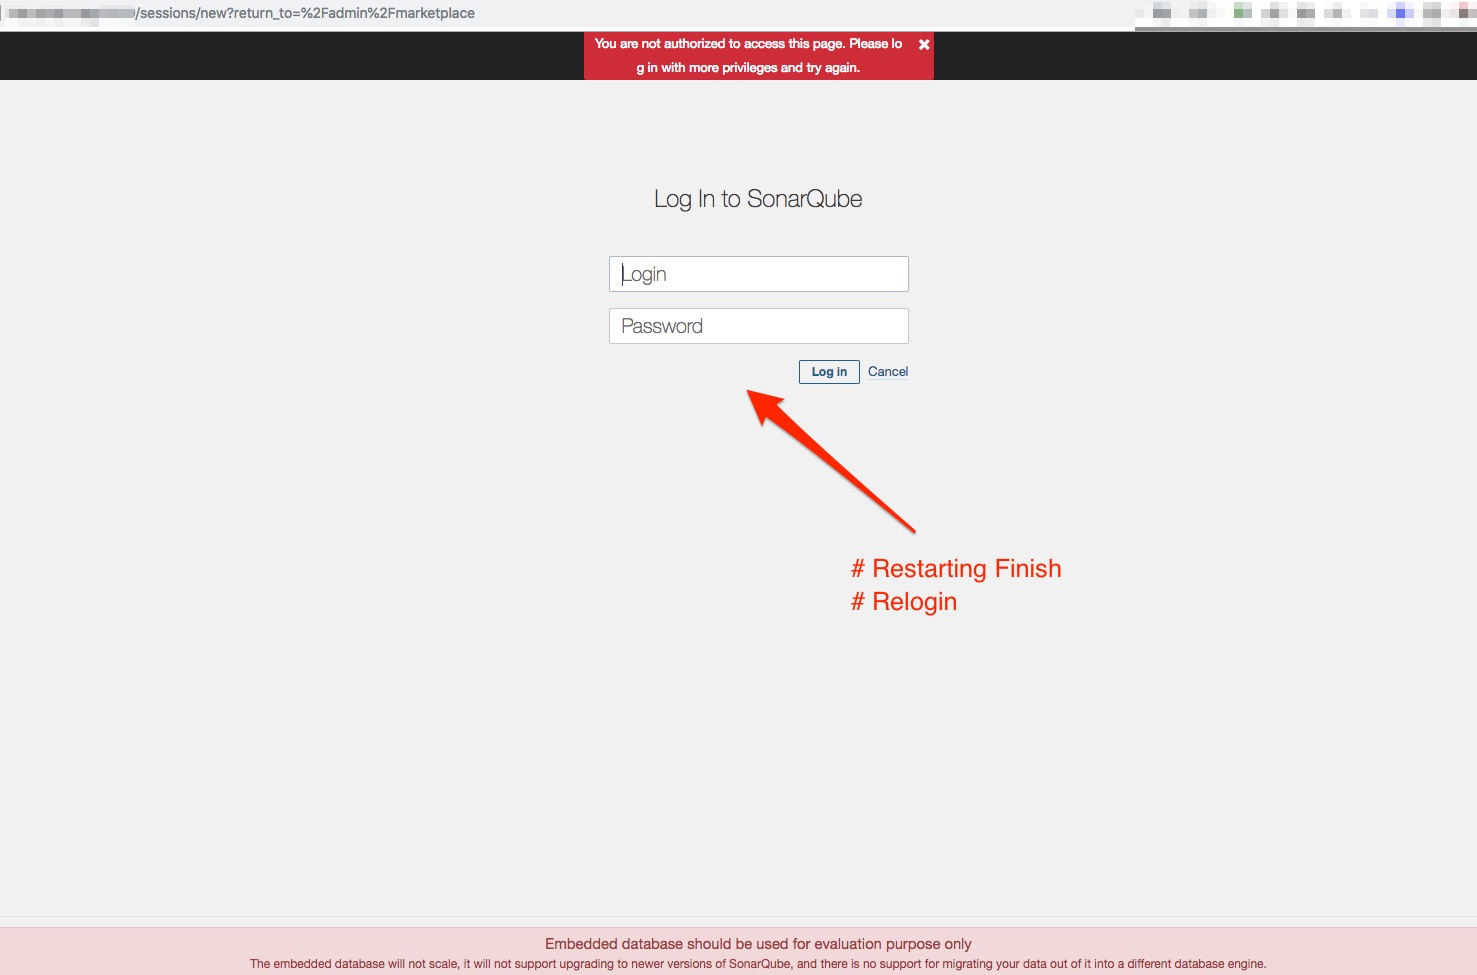 /sessions/new?return_to=%2Fadmin%2Fmarketplace
You are not authorized to access this page. Please lo
g in with more privileges and try again.
Log In to SonarQube
Login
Password
Log in Cancel
# Restarting Finish
# Relogin
Embedded database should be used for evaluation purpose only
The embedded database will not scale, it will not support upgrading to newer versions of SonarQube, and there is no support for migrating your data out of it into a different database engine.